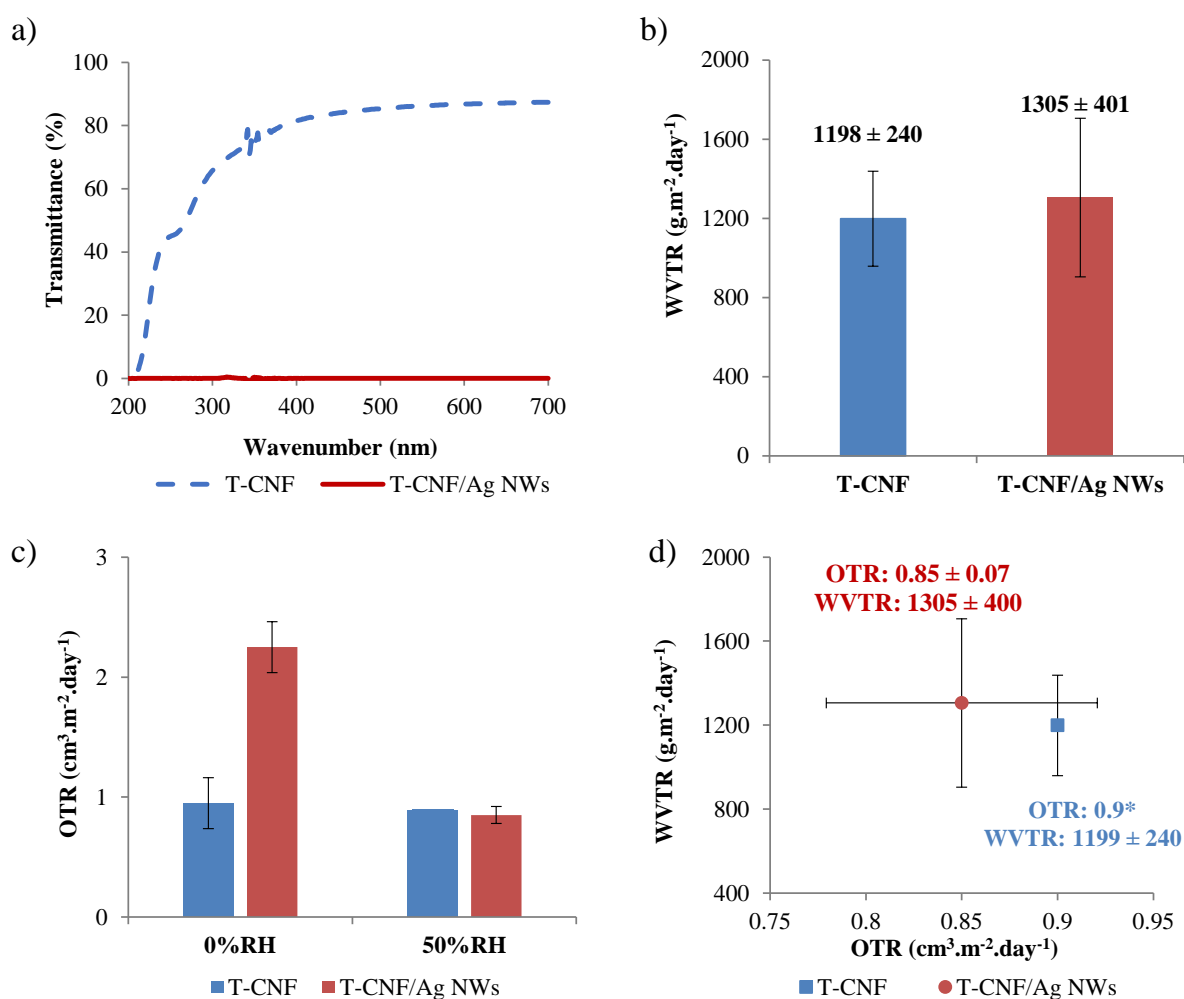 a)
100
80
60
40
20
0
Transmittance (%)
200 300 400 500 600 700
Wavenumber (nm)
T-CNF T-CNF/Ag NWs
b)
2000
1600
1200
800
400
0
WVTR (g.m⁻².day⁻¹)
1198 ± 240
1305 ± 401
T-CNF T-CNF/Ag NWs
c)
3
2
1
0
OTR (cm³.m⁻².day⁻¹)
0%RH 50%RH
T-CNF T-CNF/Ag NWs
d)
2000
1600
1200
800
400
WVTR (g.m⁻².day⁻¹)
OTR: 0.85 ± 0.07
WVTR: 1305 ± 400
OTR: 0.9*
WVTR: 1199 ± 240
0.75 0.8 0.85 0.9 0.95
OTR (cm³.m⁻².day⁻¹)
T-CNF T-CNF/Ag NWs